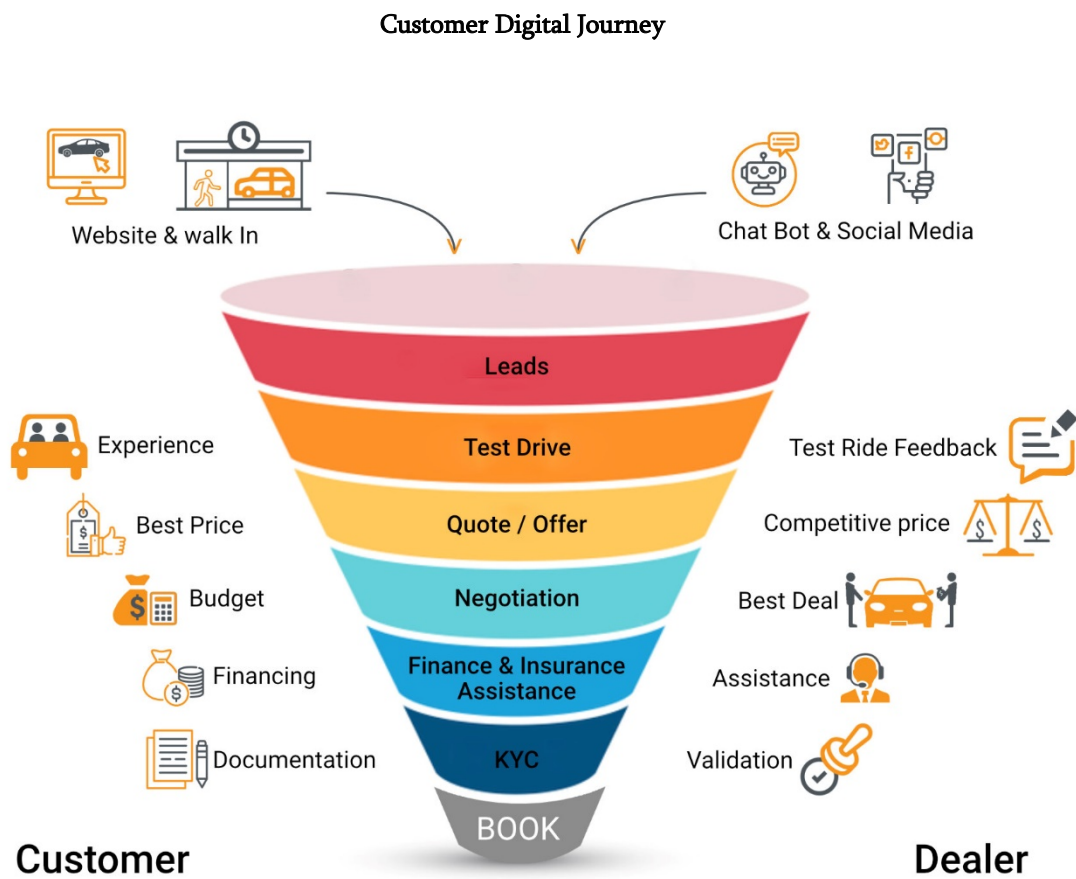 Customer Digital Journey
Website & walk In
Chat Bot & Social Media
Leads
Experience
Test Drive
Test Ride Feedback
Best Price
$
Quote / Offer
Competitive price
$ $
Budget
$
Negotiation
Best Deal
Financing
$
Finance & Insurance
Assistance
Assistance
Documentation
KYC
Validation
BOOK
Customer
Dealer